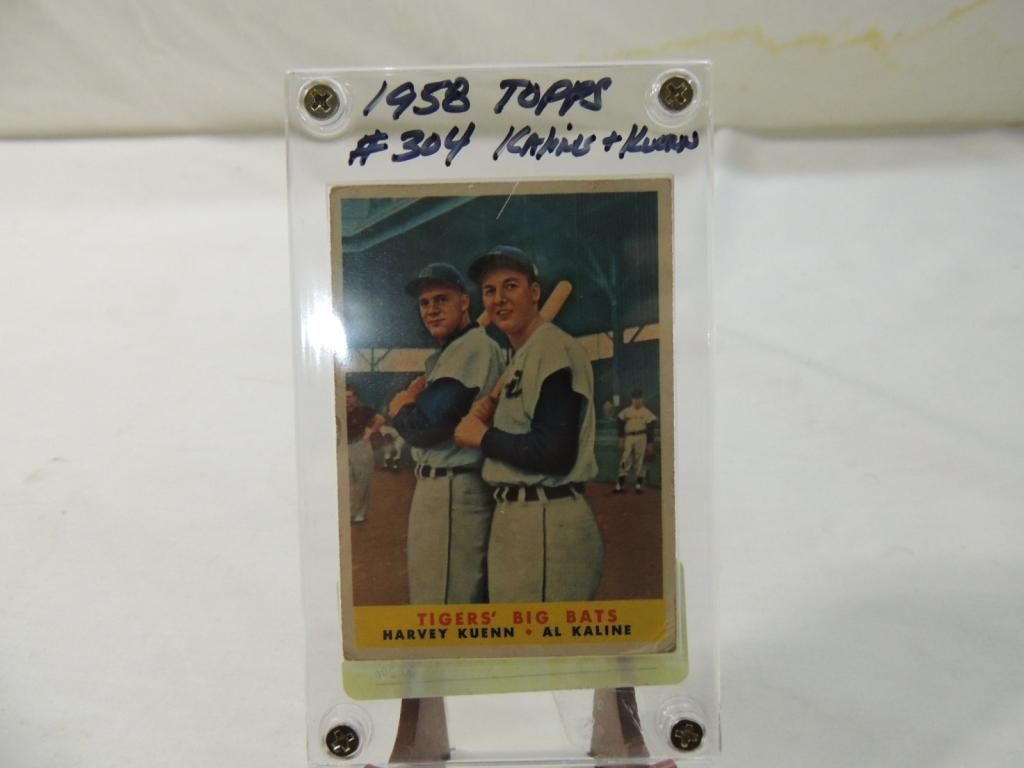 1958 TOPPS
#304 Kaline + Kuenn
TIGERS' BIG BATS
HARVEY KUENN • AL KALINE